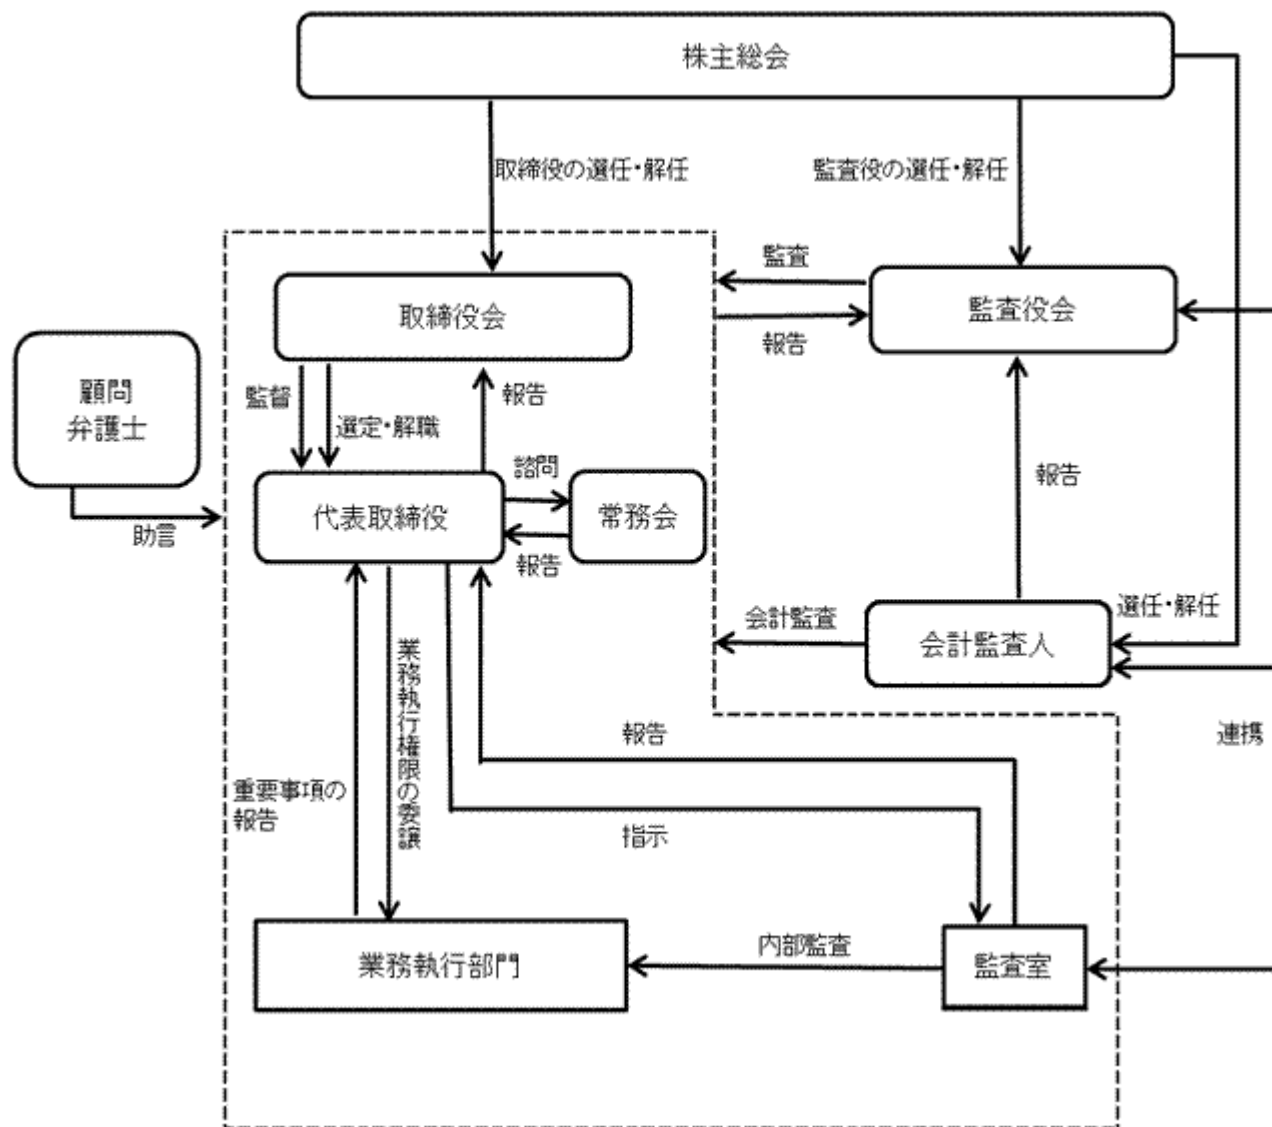 株主総会
取締役の選任・解任
監査役の選任・解任
監査
取締役会
監査役会
報告
顧問
弁護士
監督
選定・解職
報告
諮問
報告
代表取締役
常務会
助言
報告
会計監査
選任・解任
会計監査人
業務執行権限の委譲
報告
連携
重要事項の
報告
指示
業務執行部門
内部監査
監査室